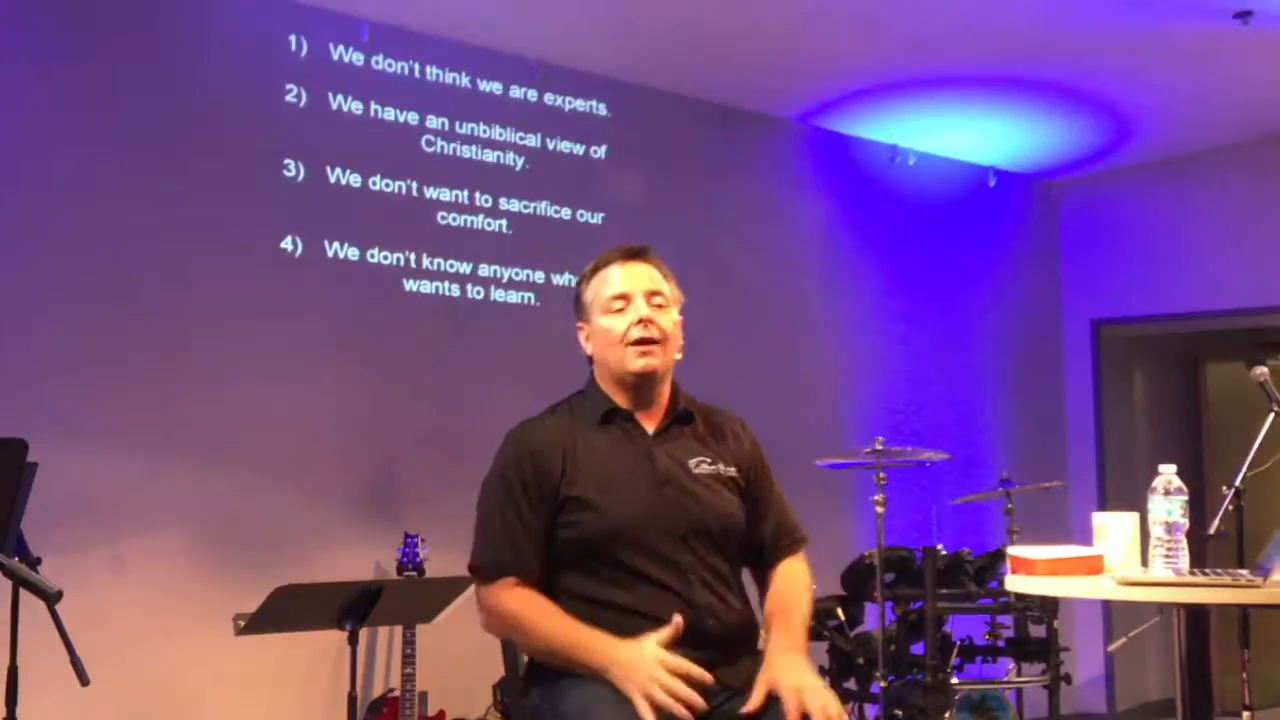 1) We don't think we are experts.
2) We have an unbiblical view of
Christianity.
3) We don't want to sacrifice our
comfort.
4) We don't know anyone who
wants to learn.